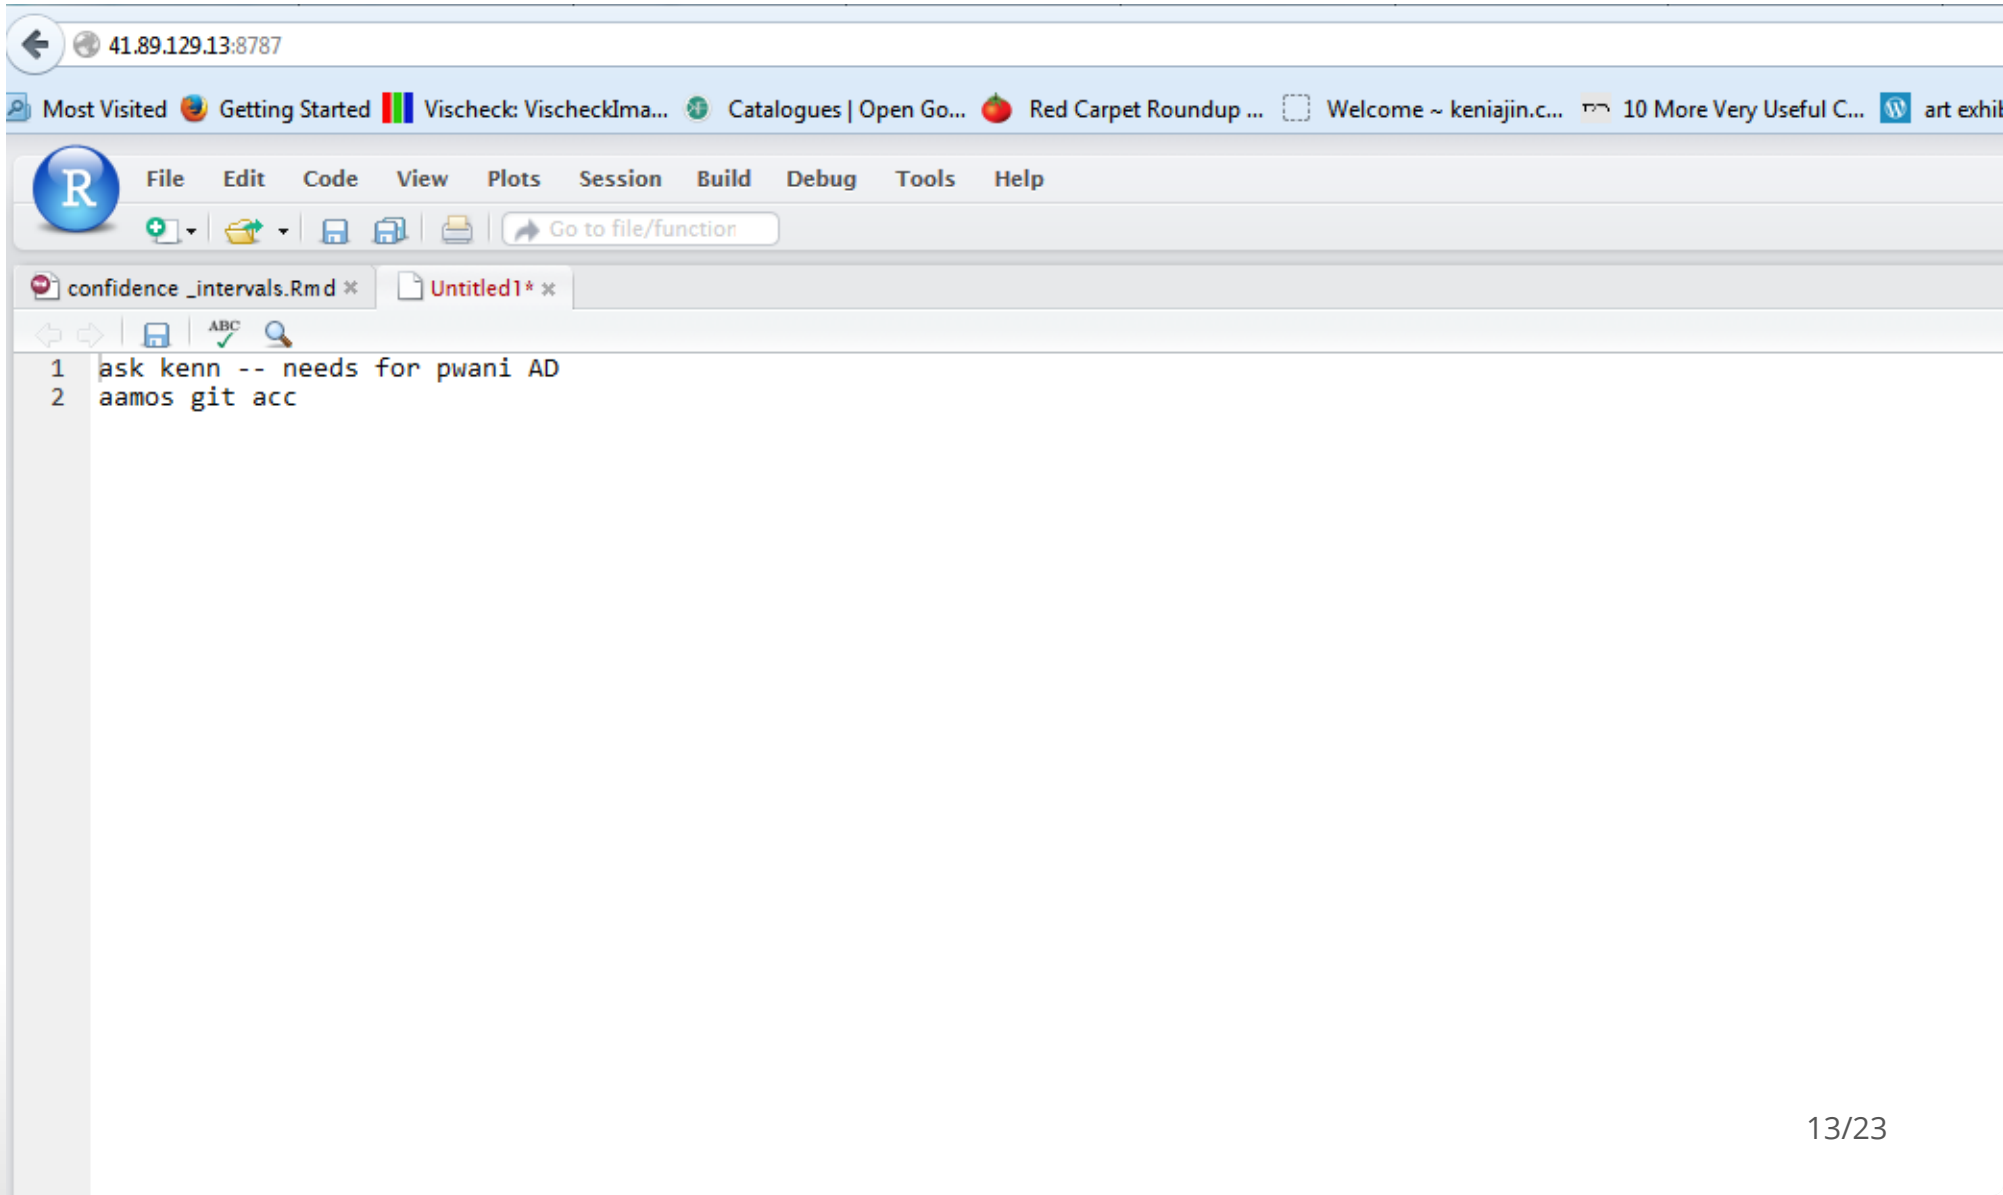 41.89.129.13:8787
Most Visited Getting Started Vischeck: VischeckIma... Catalogues | Open Go... Red Carpet Roundup ... Welcome ~ keniajin.c... 10 More Very Useful C... art exhib
R File Edit Code View Plots Session Build Debug Tools Help
Go to file/function
confidence _intervals.Rmd Untitled1*
ABC
1 ask kenn -- needs for pwani AD
2 aamos git acc
13/23